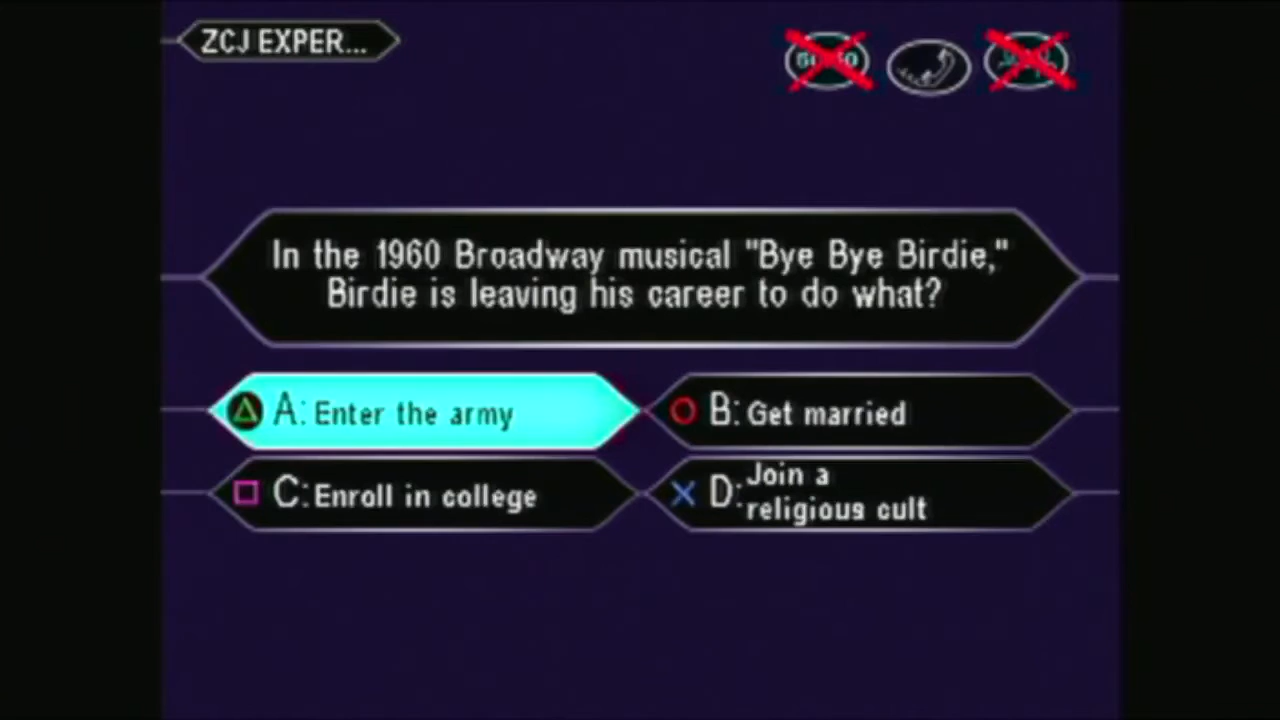 ZCJ EXPER...
In the 1960 Broadway musical "Bye Bye Birdie,"
Birdie is leaving his career to do what?
A: Enter the army
B: Get married
C: Enroll in college
D: Join a
religious cult